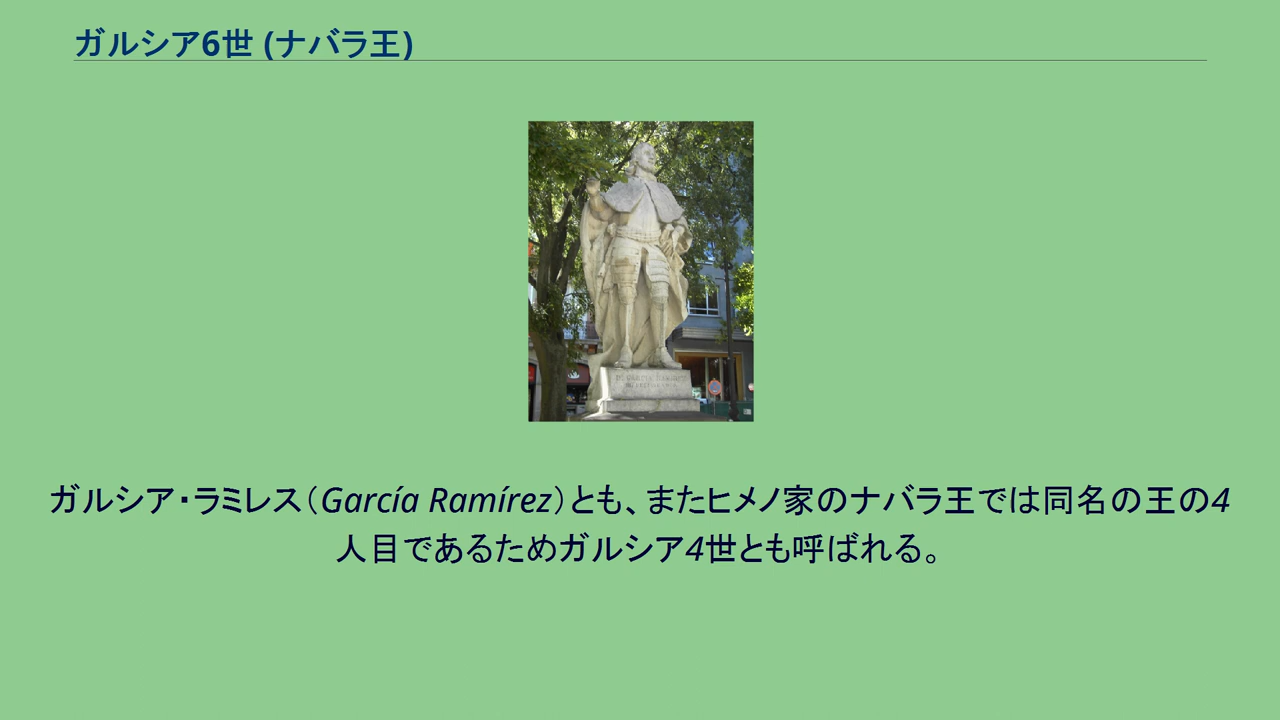 ガルシア6世 (ナバラ王)
ガルシア・ラミレス（García Ramírez）とも、またヒメノ家のナバラ王では同名の王の4
人目であるためガルシア4世とも呼ばれる。